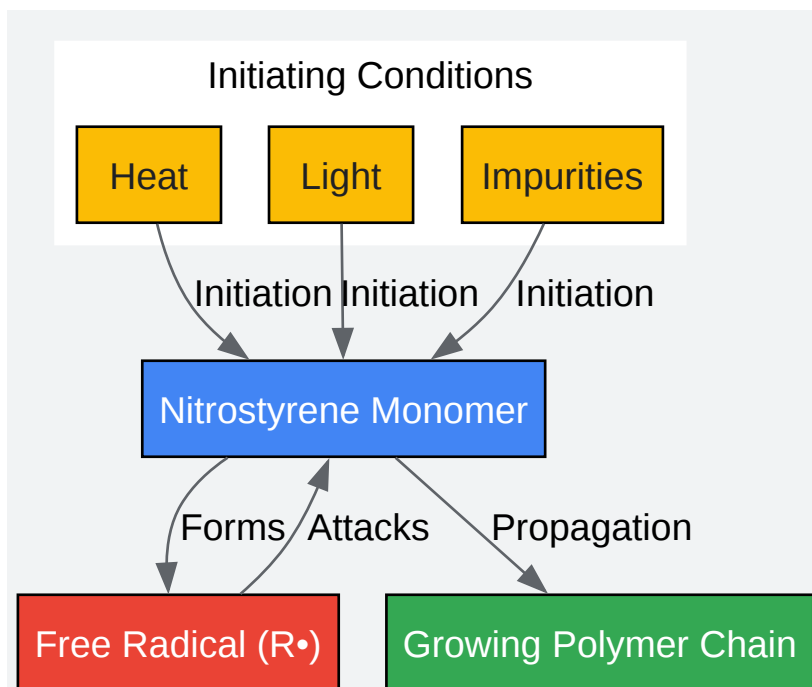 Initiating Conditions
Heat
Light
Impurities
Initiation
Initiation
Initiation
Nitrostyrene Monomer
Forms
Attacks
Propagation
Free Radical (R•)
Growing Polymer Chain